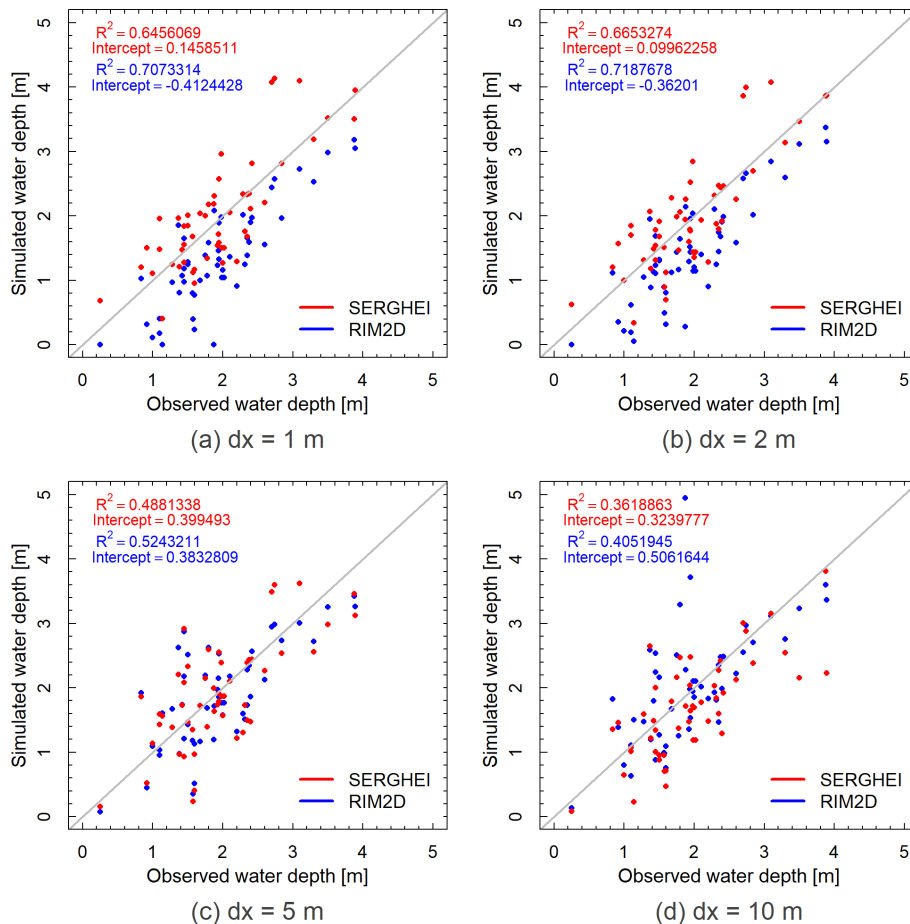 R² = 0.6456069
Intercept = 0.1458511
R² = 0.7073314
Intercept = -0.4124428
Simulated water depth [m]
0 1 2 3 4 5
SERGHEI
RIM2D
0 1 2 3 4 5
Observed water depth [m]
(a) dx = 1 m
R² = 0.6653274
Intercept = 0.09962258
R² = 0.7187678
Intercept = -0.36201
Simulated water depth [m]
0 1 2 3 4 5
SERGHEI
RIM2D
0 1 2 3 4 5
Observed water depth [m]
(b) dx = 2 m
R² = 0.4881338
Intercept = 0.399493
R² = 0.5243211
Intercept = 0.3832809
Simulated water depth [m]
0 1 2 3 4 5
SERGHEI
RIM2D
0 1 2 3 4 5
Observed water depth [m]
(c) dx = 5 m
R² = 0.3618863
Intercept = 0.3239777
R² = 0.4051945
Intercept = 0.5061644
Simulated water depth [m]
0 1 2 3 4 5
SERGHEI
RIM2D
0 1 2 3 4 5
Observed water depth [m]
(d) dx = 10 m